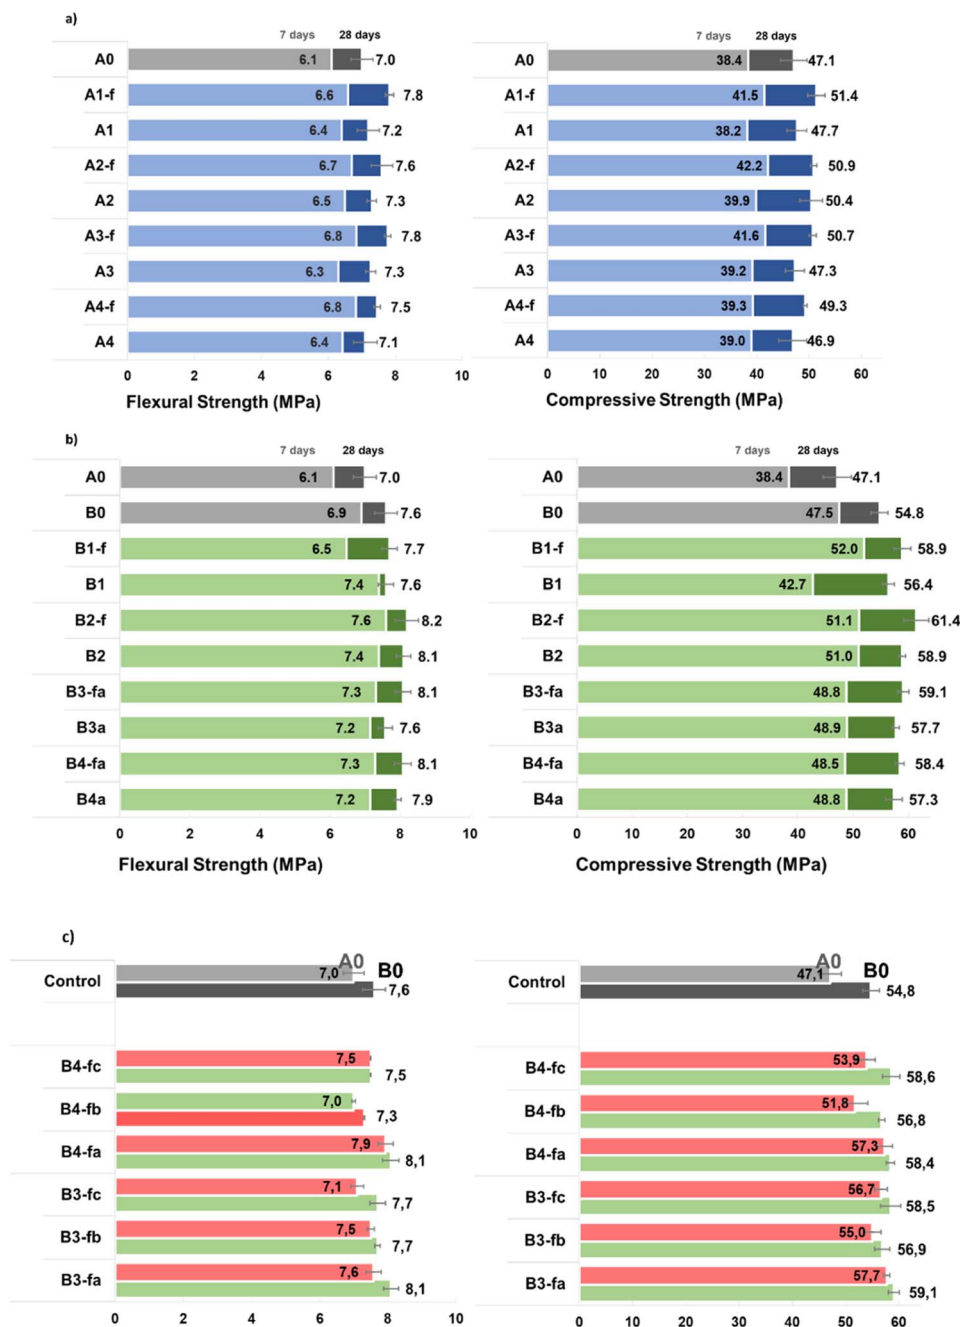 a)
7 days 28 days
A0 6.1 7.0
A1-f 6.6 7.8
A1 6.4 7.2
A2-f 6.7 7.6
A2 6.5 7.3
A3-f 6.8 7.8
A3 6.3 7.3
A4-f 6.8 7.5
A4 6.4 7.1
0 2 4 6 8 10
Flexural Strength (MPa)
7 days 28 days
A0 38.4 47.1
A1-f 41.5 51.4
A1 38.2 47.7
A2-f 42.2 50.9
A2 39.9 50.4
A3-f 41.6 50.7
A3 39.2 47.3
A4-f 39.3 49.3
A4 39.0 46.9
0 10 20 30 40 50 60
Compressive Strength (MPa)
b)
7 days 28 days
A0 6.1 7.0
B0 6.9 7.6
B1-f 6.5 7.7
B1 7.4 7.6
B2-f 7.6 8.2
B2 7.4 8.1
B3-fa 7.3 8.1
B3a 7.2 7.6
B4-fa 7.3 8.1
B4a 7.2 7.9
0 2 4 6 8 10
Flexural Strength (MPa)
7 days 28 days
A0 38.4 47.1
B0 47.5 54.8
B1-f 52.0 58.9
B1 42.7 56.4
B2-f 51.1 61.4
B2 51.0 58.9
B3-fa 48.8 59.1
B3a 48.9 57.7
B4-fa 48.5 58.4
B4a 48.8 57.3
0 10 20 30 40 50 60
Compressive Strength (MPa)
c)
A0
Control 7,0 B0
7,6
B4-fc 7,5
7,5
B4-fb 7,0
7,3
B4-fa 7,9
8,1
B3-fc 7,1
7,7
B3-fb 7,5
7,7
B3-fa 7,6
8,1
0 2 4 6 8 10
A0
Control 47,1 B0
54,8
B4-fc 53,9
58,6
B4-fb 51,8
56,8
B4-fa 57,3
58,4
B3-fc 56,7
58,5
B3-fb 55,0
56,9
B3-fa 57,7
59,1
0 10 20 30 40 50 60